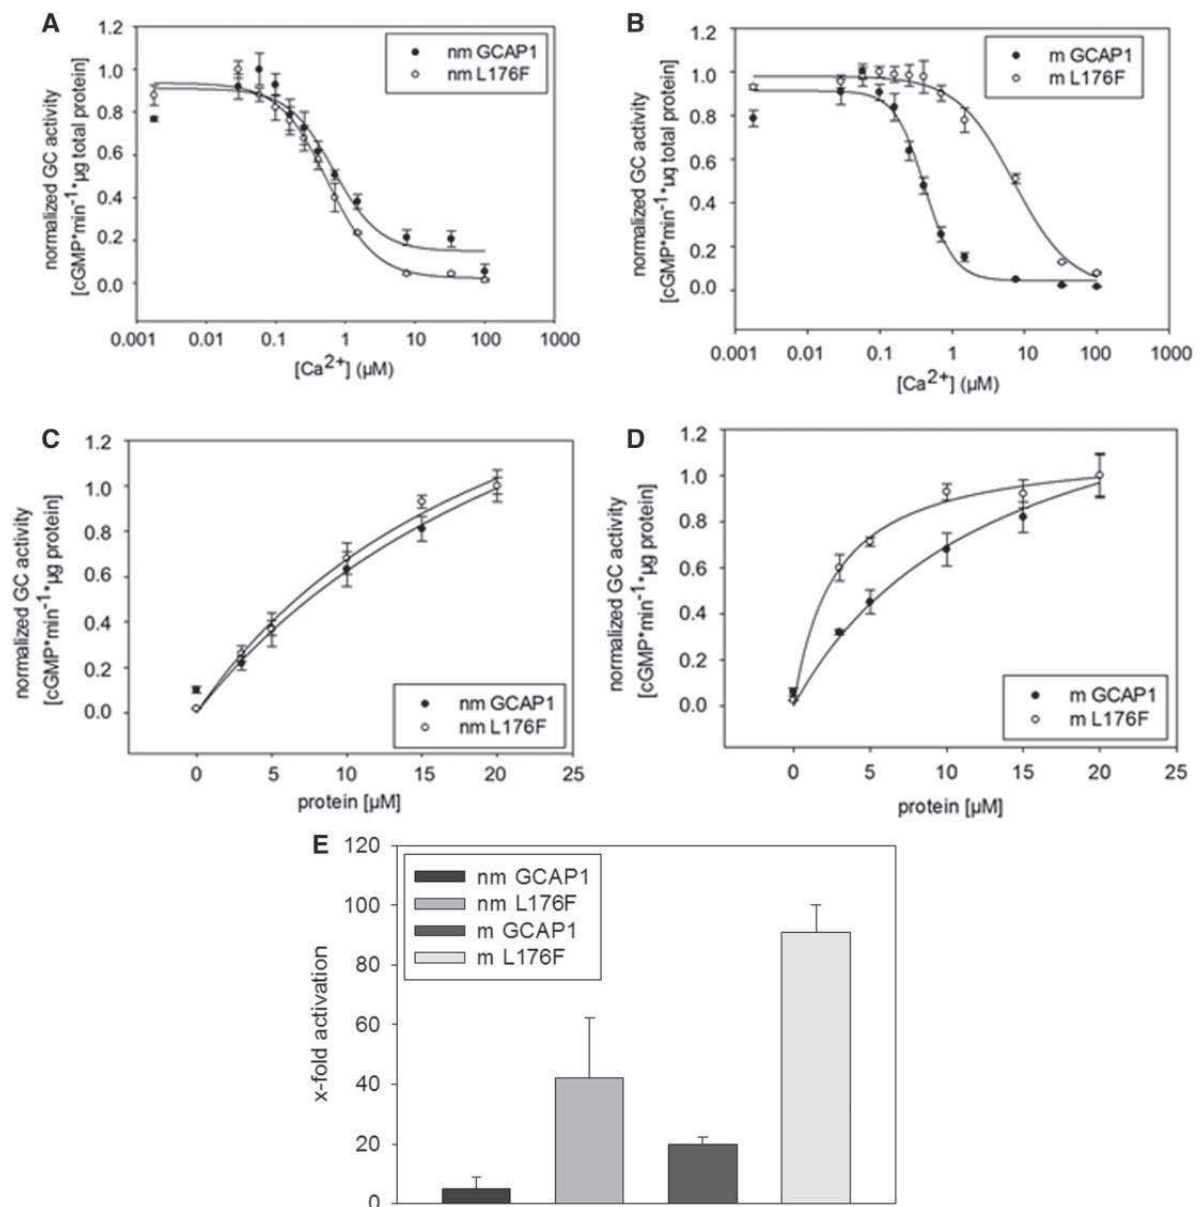 A
normalized GC activity
[cGMP*min-1*µg total protein]
1.2
1.0
0.8
0.6
0.4
0.2
0.0
nm GCAP1
nm L176F
0.001 0.01 0.1 1 10 100 1000
[Ca2+] (µM)
B
normalized GC activity
[cGMP*min-1*µg total protein]
1.2
1.0
0.8
0.6
0.4
0.2
0.0
m GCAP1
m L176F
0.001 0.01 0.1 1 10 100 1000
[Ca2+] (µM)
C
normalized GC activity
[cGMP*min-1*µg protein]
1.2
1.0
0.8
0.6
0.4
0.2
0.0
nm GCAP1
nm L176F
0 5 10 15 20 25
protein [µM]
D
normalized GC activity
[cGMP*min-1*µg protein]
1.2
1.0
0.8
0.6
0.4
0.2
0.0
m GCAP1
m L176F
0 5 10 15 20 25
protein [µM]
E
x-fold activation
120
100
80
60
40
20
0
nm GCAP1
nm L176F
m GCAP1
m L176F